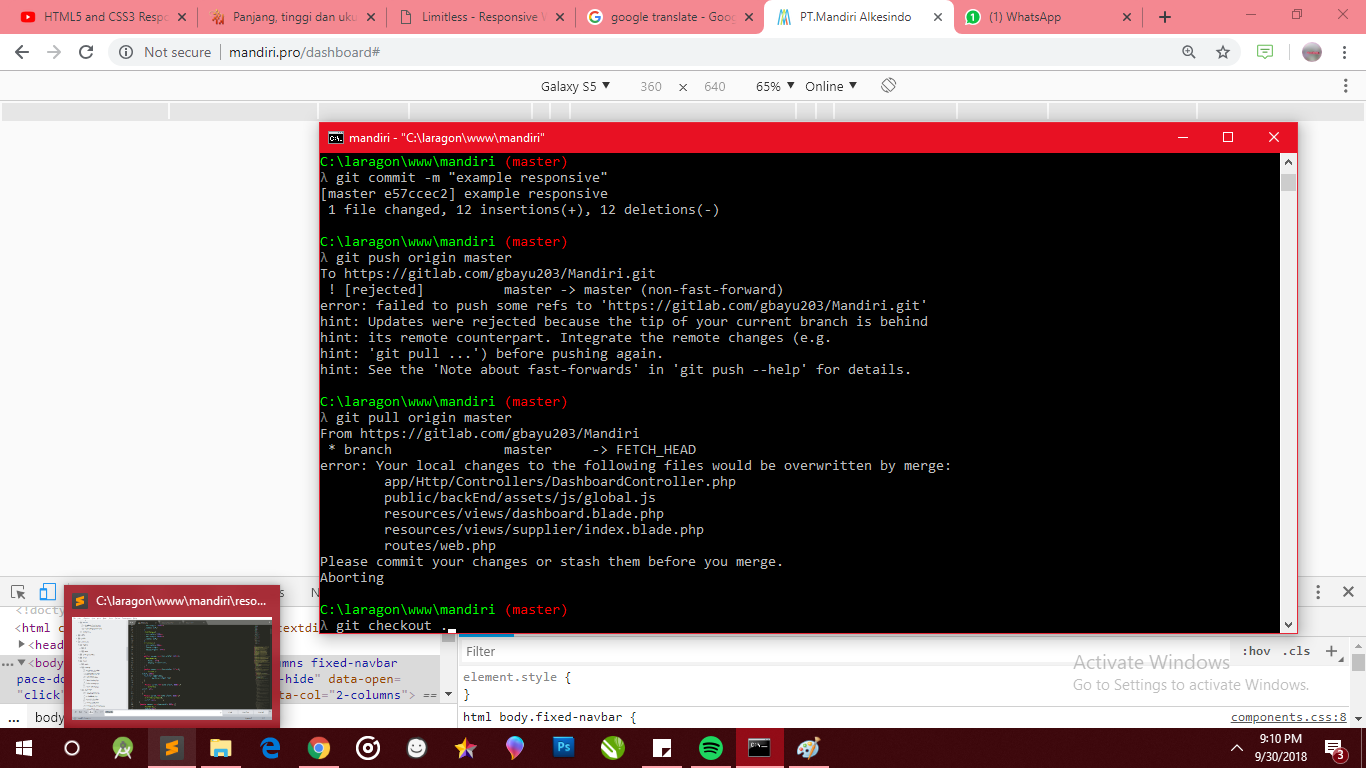 HTML5 and CSS3 Respo
Panjang, tinggi dan uku
Limitless - Responsive W
google translate - Goog
PT.Mandiri Alkesindo
(1) WhatsApp
Not secure
mandiri.pro/dashboard#
Galaxy S5 ▼ 360 × 640 65% ▼ Online ▼
mandiri - "C:\laragon\www\mandiri"
C:\laragon\www\mandiri (master)
λ git commit -m "example responsive"
[master e57ccec2] example responsive
1 file changed, 12 insertions(+), 12 deletions(-)
C:\laragon\www\mandiri (master)
λ git push origin master
To https://gitlab.com/gbayu203/Mandiri.git
! [rejected] master -> master (non-fast-forward)
error: failed to push some refs to 'https://gitlab.com/gbayu203/Mandiri.git'
hint: Updates were rejected because the tip of your current branch is behind
hint: its remote counterpart. Integrate the remote changes (e.g.
hint: 'git pull ...') before pushing again.
hint: See the 'Note about fast-forwards' in 'git push --help' for details.
C:\laragon\www\mandiri (master)
λ git pull origin master
From https://gitlab.com/gbayu203/Mandiri
* branch master -> FETCH_HEAD
error: Your local changes to the following files would be overwritten by merge:
app/Http/Controllers/DashboardController.php
public/backEnd/assets/js/global.js
resources/views/dashboard.blade.php
resources/views/supplier/index.blade.php
routes/web.php
Please commit your changes or stash them before you merge.
Aborting
C:\laragon\www\mandiri (master)
λ git checkout .
C:\laragon\www\mandiri\reso...
<!docty
<html c
textdi
<head
<body
mns fixed-navbar
pace-do
-hide" data-open=
"click"
ta-col="2-columns"> ==
... body
Filter
:hov .cls +
element.style {
}
html body.fixed-navbar {
components.css:8
Activate Windows
Go to Settings to activate Windows.
Ps
9:10 PM
9/30/2018
3